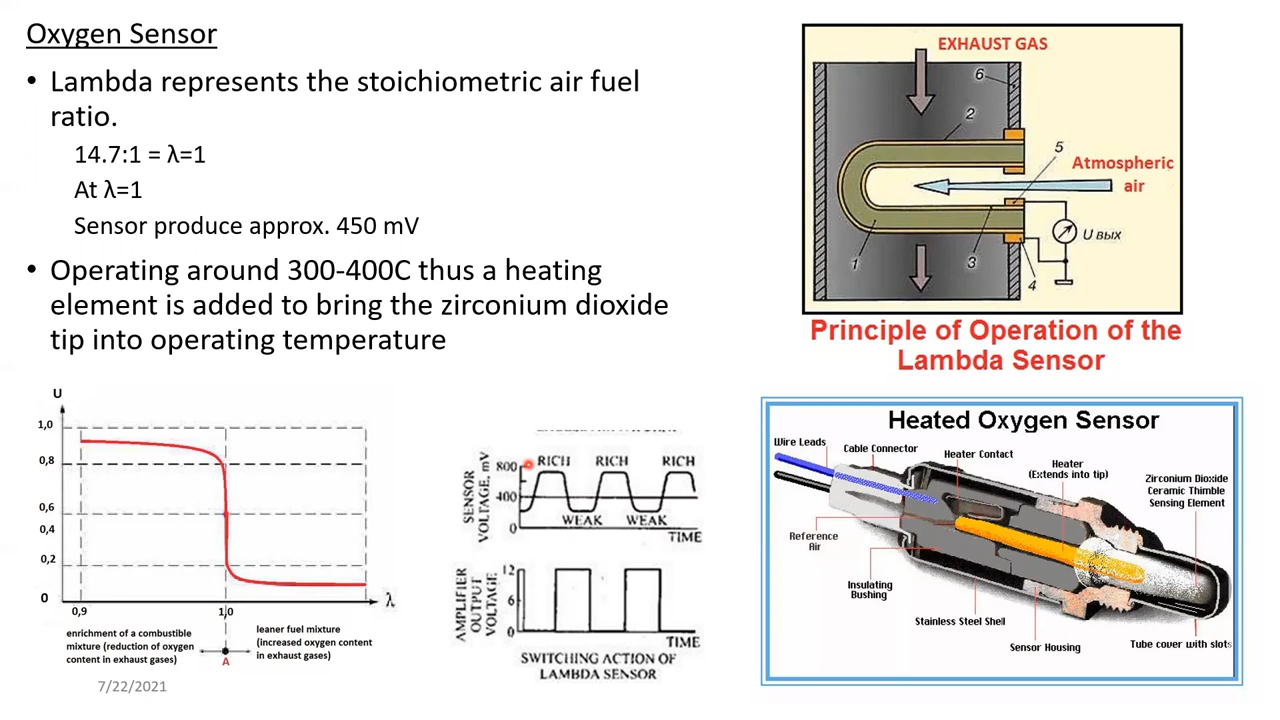 Oxygen Sensor
• Lambda represents the stoichiometric air fuel
ratio.
14.7:1 = λ=1
At λ=1
Sensor produce approx. 450 mV
• Operating around 300-400C thus a heating
element is added to bring the zirconium dioxide
tip into operating temperature
EXHAUST GAS
6
2
5
Atmospheric
air
U вых
1
3
4
Principle of Operation of the
Lambda Sensor
U
1,0
0,8
0,6
0,4
0,2
0
0,9
1,0
λ
enrichment of a combustible
mixture (reduction of oxygen
content in exhaust gases)
leaner fuel mixture
(increased oxygen content
in exhaust gases)
A
7/22/2021
SENSOR
VOLTAGE, mV
800
400
0
RICH
RICH
RICH
WEAK
WEAK
TIME
AMPLIFIER
OUTPUT
VOLTAGE
12
6
0
TIME
SWITCHING ACTION OF
LAMBDA SENSOR
Heated Oxygen Sensor
Wire Leads
Cable Connector
Heater Contact
Heater
(Extends into tip)
Zirconium Dioxide
Ceramic Thimble
Sensing Element
Reference
Air
Insulating
Bushing
Stainless Steel Shell
Sensor Housing
Tube cover with slots